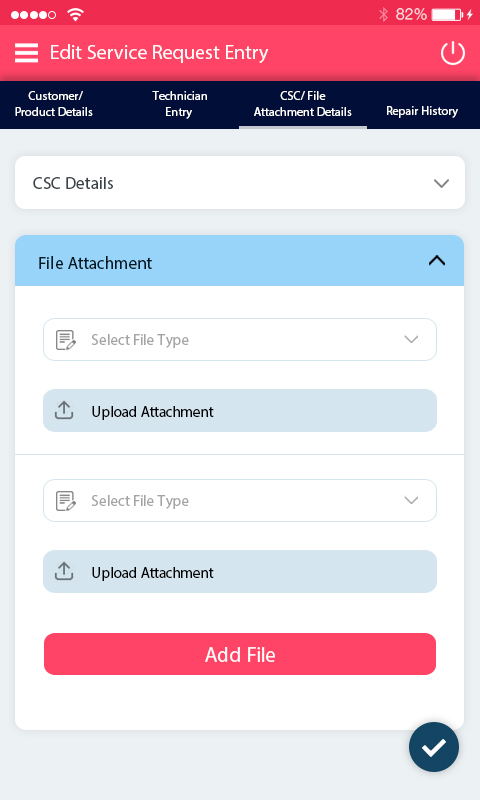 82%
Edit Service Request Entry
Customer/
Product Details
Technician
Entry
CSC/ File
Attachment Details
Repair History
CSC Details
File Attachment
Select File Type
Upload Attachment
Select File Type
Upload Attachment
Add File